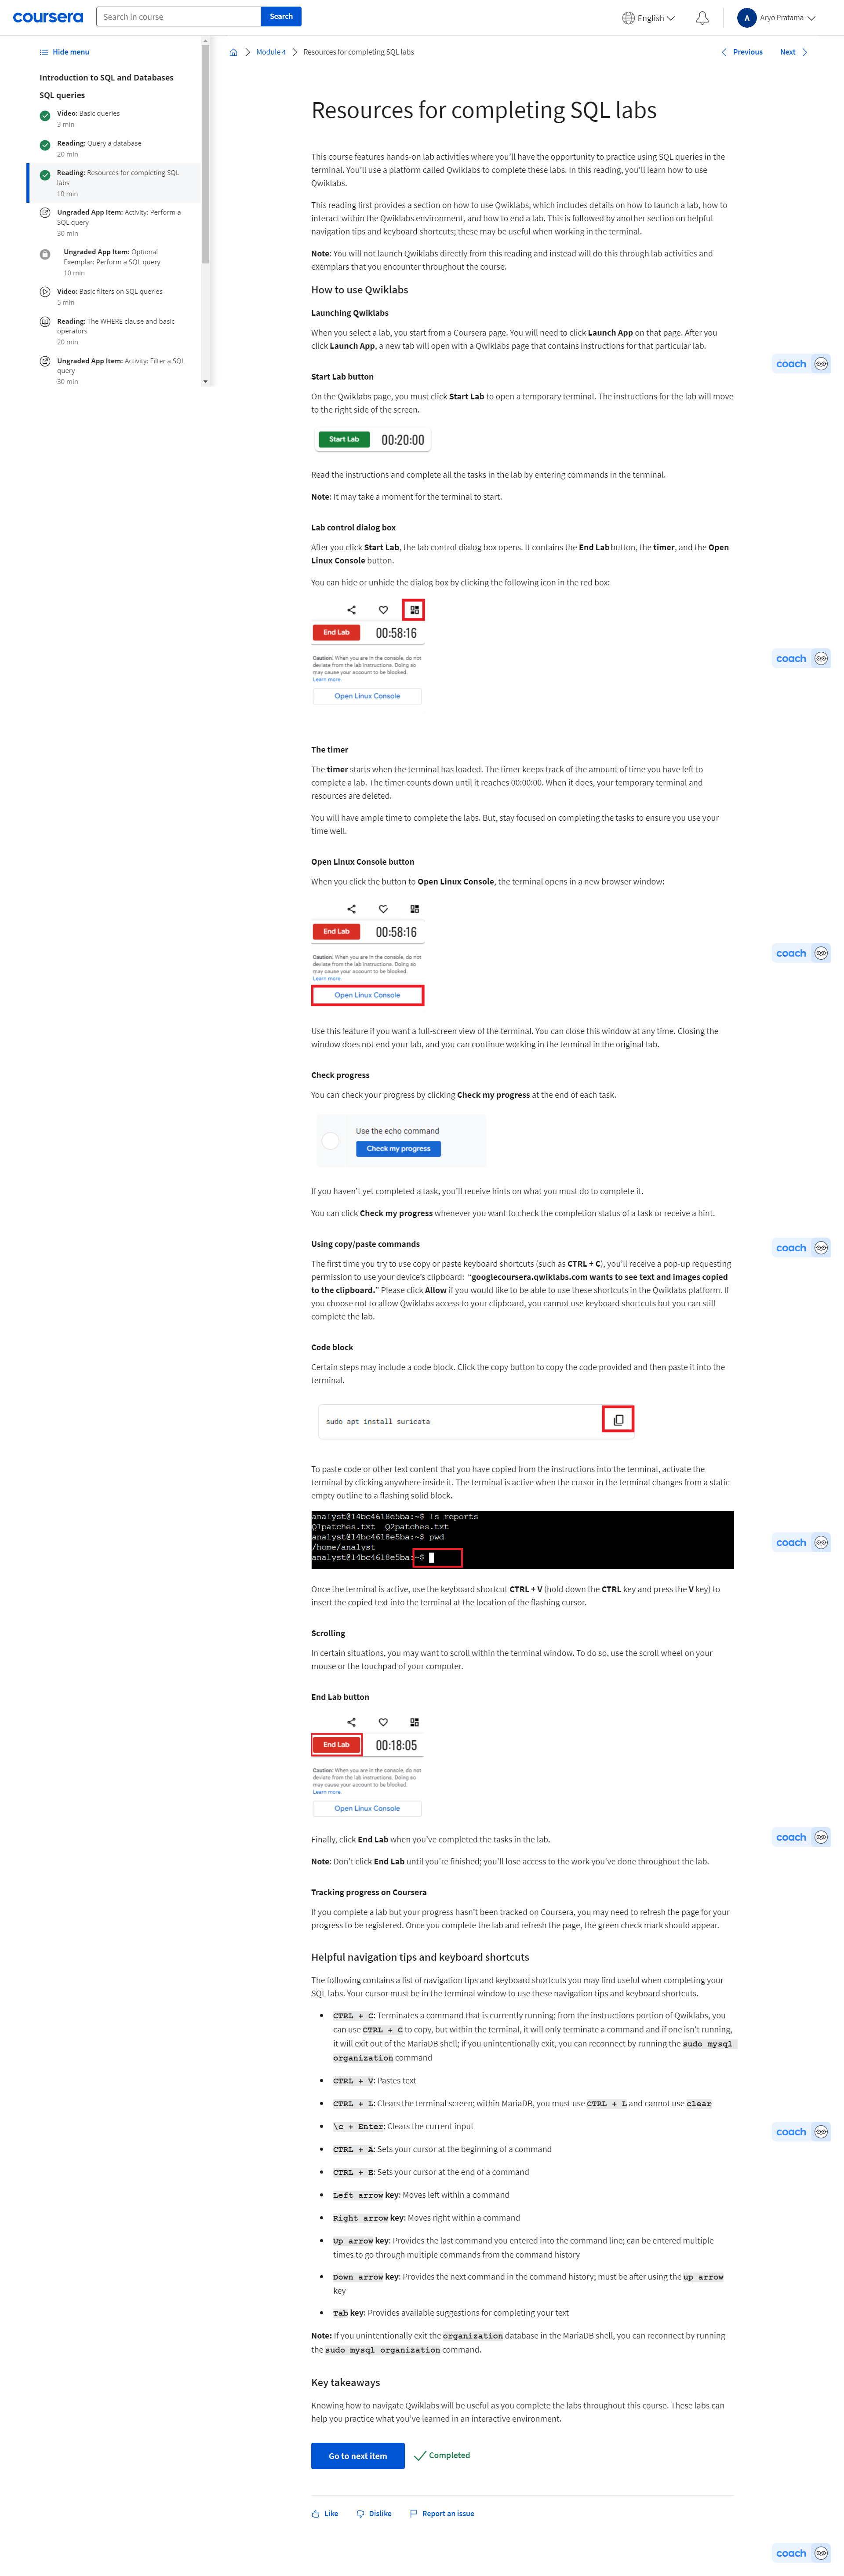 coursera
Search in course
Search
English
A
Aryo Pratama
Hide menu
Introduction to SQL and Databases
SQL queries
Video: Basic queries
3 min
Reading: Query a database
20 min
Reading: Resources for completing SQL
labs
10 min
Ungraded App Item: Activity: Perform a
SQL query
30 min
Ungraded App Item: Optional
Exemplar: Perform a SQL query
10 min
Video: Basic filters on SQL queries
5 min
Reading: The WHERE clause and basic
operators
20 min
Ungraded App Item: Activity: Filter a SQL
query
30 min
Module 4
Resources for completing SQL labs
Previous
Next
Resources for completing SQL labs
This course features hands-on lab activities where you'll have the opportunity to practice using SQL queries in the
terminal. You'll use a platform called Qwiklabs to complete these labs. In this reading, you'll learn how to use
Qwiklabs.
This reading first provides a section on how to use Qwiklabs, which includes details on how to launch a lab, how to
interact within the Qwiklabs environment, and how to end a lab. This is followed by another section on helpful
navigation tips and keyboard shortcuts; these may be useful when working in the terminal.
Note: You will not launch Qwiklabs directly from this reading and instead will do this through lab activities and
exemplars that you encounter throughout the course.
How to use Qwiklabs
Launching Qwiklabs
When you select a lab, you start from a Coursera page. You will need to click Launch App on that page. After you
click Launch App, a new tab will open with a Qwiklabs page that contains instructions for that particular lab.
coach
Start Lab button
On the Qwiklabs page, you must click Start Lab to open a temporary terminal. The instructions for the lab will move
to the right side of the screen.
Start Lab 00:20:00
Read the instructions and complete all the tasks in the lab by entering commands in the terminal.
Note: It may take a moment for the terminal to start.
Lab control dialog box
After you click Start Lab, the lab control dialog box opens. It contains the End Lab button, the timer, and the Open
Linux Console button.
You can hide or unhide the dialog box by clicking the following icon in the red box:
End Lab 00:58:16
Caution: When you are in the console, do not
deviate from the lab instructions. Doing so
may cause your account to be blocked.
Learn more.
Open Linux Console
coach
The timer
The timer starts when the terminal has loaded. The timer keeps track of the amount of time you have left to
complete a lab. The timer counts down until it reaches 00:00:00. When it does, your temporary terminal and
resources are deleted.
You will have ample time to complete the labs. But, stay focused on completing the tasks to ensure you use your
time well.
Open Linux Console button
When you click the button to Open Linux Console, the terminal opens in a new browser window:
End Lab 00:58:16
Caution: When you are in the console, do not
deviate from the lab instructions. Doing so
may cause your account to be blocked.
Learn more.
Open Linux Console
coach
Use this feature if you want a full-screen view of the terminal. You can close this window at any time. Closing the
window does not end your lab, and you can continue working in the terminal in the original tab.
Check progress
You can check your progress by clicking Check my progress at the end of each task.
Use the echo command
Check my progress
If you haven't yet completed a task, you'll receive hints on what you must do to complete it.
You can click Check my progress whenever you want to check the completion status of a task or receive a hint.
Using copy/paste commands
coach
The first time you try to use copy or paste keyboard shortcuts (such as CTRL + C), you'll receive a pop-up requesting
permission to use your device's clipboard: “googlecoursera.qwiklabs.com wants to see text and images copied
to the clipboard.” Please click Allow if you would like to be able to use these shortcuts in the Qwiklabs platform. If
you choose not to allow Qwiklabs access to your clipboard, you cannot use keyboard shortcuts but you can still
complete the lab.
Code block
Certain steps may include a code block. Click the copy button to copy the code provided and then paste it into the
terminal.
sudo apt install suricata
To paste code or other text content that you have copied from the instructions into the terminal, activate the
terminal by clicking anywhere inside it. The terminal is active when the cursor in the terminal changes from a static
empty outline to a flashing solid block.
analyst@14bc4618e5ba:~$ ls reports
Q1patches.txt Q2patches.txt
analyst@14bc4618e5ba:~$ pwd
/home/analyst
analyst@14bc4618e5ba:~$
coach
Once the terminal is active, use the keyboard shortcut CTRL + V (hold down the CTRL key and press the V key) to
insert the copied text into the terminal at the location of the flashing cursor.
Scrolling
In certain situations, you may want to scroll within the terminal window. To do so, use the scroll wheel on your
mouse or the touchpad of your computer.
End Lab button
End Lab 00:18:05
Caution: When you are in the console, do not
deviate from the lab instructions. Doing so
may cause your account to be blocked.
Learn more.
Open Linux Console
Finally, click End Lab when you've completed the tasks in the lab.
coach
Note: Don't click End Lab until you're finished; you'll lose access to the work you've done throughout the lab.
Tracking progress on Coursera
If you complete a lab but your progress hasn't been tracked on Coursera, you may need to refresh the page for your
progress to be registered. Once you complete the lab and refresh the page, the green check mark should appear.
Helpful navigation tips and keyboard shortcuts
The following contains a list of navigation tips and keyboard shortcuts you may find useful when completing your
SQL labs. Your cursor must be in the terminal window to use these navigation tips and keyboard shortcuts.
CTRL + C: Terminates a command that is currently running; from the instructions portion of Qwiklabs, you
can use CTRL + C to copy, but within the terminal, it will only terminate a command and if one isn't running,
it will exit out of the MariaDB shell; if you unintentionally exit, you can reconnect by running the sudo mysql
organization command
CTRL + V: Pastes text
CTRL + L: Clears the terminal screen; within MariaDB, you must use CTRL + L and cannot use clear
\c + Enter: Clears the current input
coach
CTRL + A: Sets your cursor at the beginning of a command
CTRL + E: Sets your cursor at the end of a command
Left arrow key: Moves left within a command
Right arrow key: Moves right within a command
Up arrow key: Provides the last command you entered into the command line; can be entered multiple
times to go through multiple commands from the command history
Down arrow key: Provides the next command in the command history; must be after using the up arrow
key
Tab key: Provides available suggestions for completing your text
Note: If you unintentionally exit the organization database in the MariaDB shell, you can reconnect by running
the sudo mysql organization command.
Key takeaways
Knowing how to navigate Qwiklabs will be useful as you complete the labs throughout this course. These labs can
help you practice what you've learned in an interactive environment.
Go to next item
Completed
Like
Dislike
Report an issue
coach